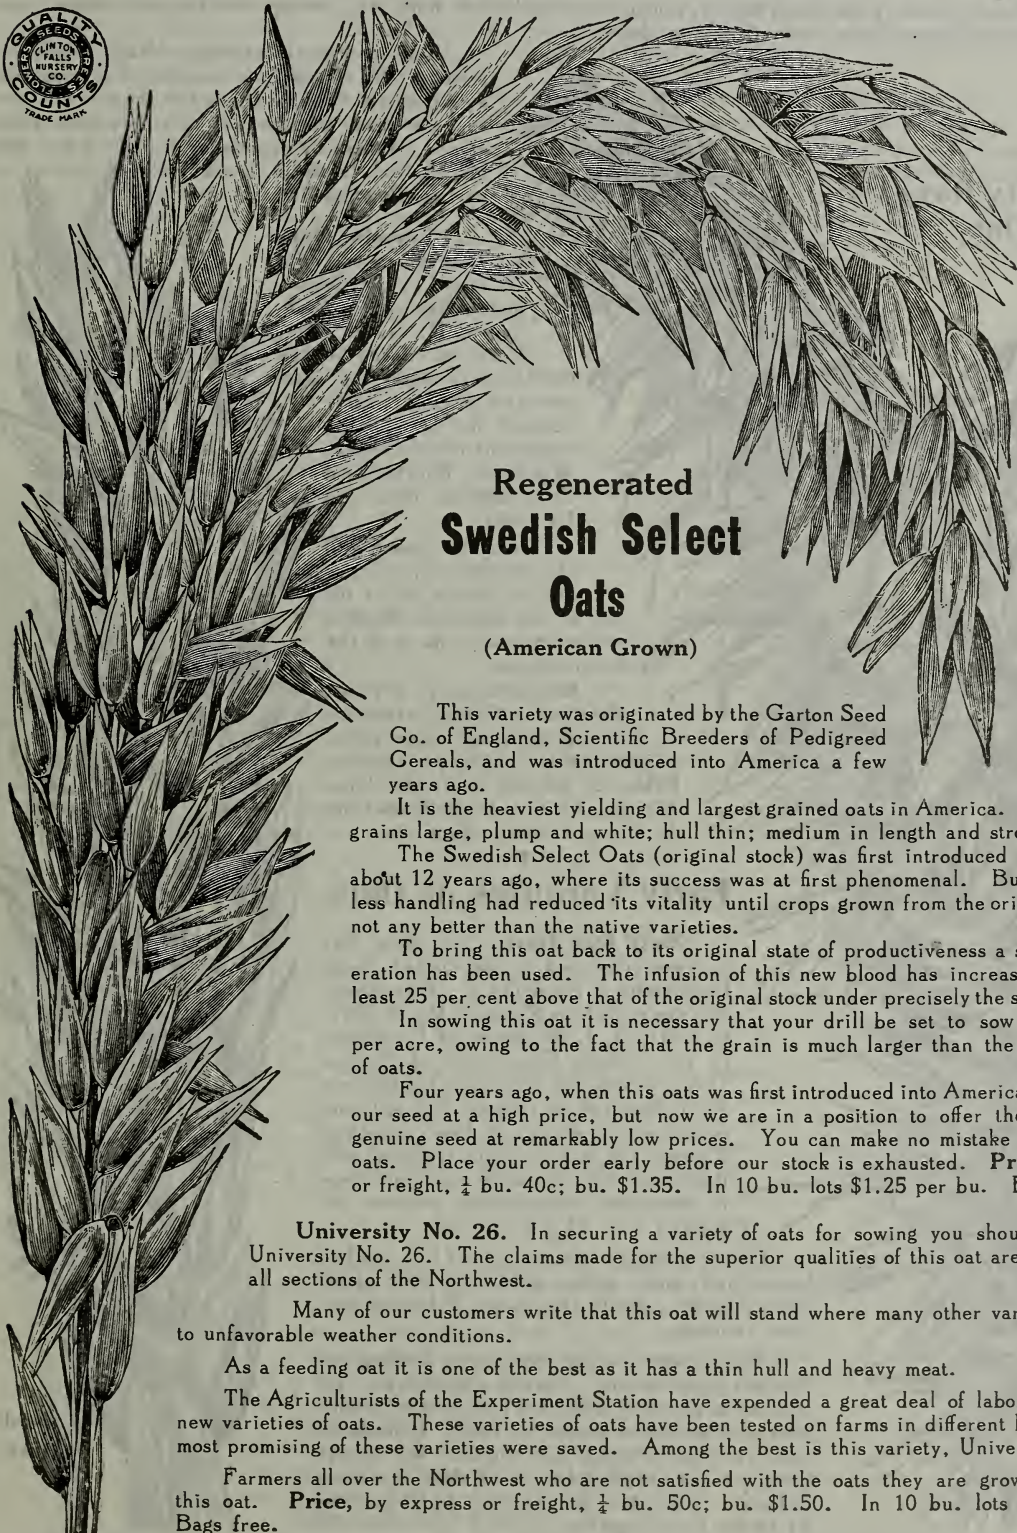 QUALITY COUNTS
SEEDS - TREES - FLOWERS
CLINTON
FALLS
NURSERY
CO.
TRADE MARK
Regenerated
Swedish Select
Oats
(American Grown)
This variety was originated by the Garton Seed
Co. of England, Scientific Breeders of Pedigreed
Cereals, and was introduced into America a few
years ago.
It is the heaviest yielding and largest grained oats in America.
grains large, plump and white; hull thin; medium in length and stre
The Swedish Select Oats (original stock) was first introduced
about 12 years ago, where its success was at first phenomenal. Bu
less handling had reduced its vitality until crops grown from the ori
not any better than the native varieties.
To bring this oat back to its original state of productiveness a s
eration has been used. The infusion of this new blood has increas
least 25 per cent above that of the original stock under precisely the s
In sowing this oat it is necessary that your drill be set to sow
per acre, owing to the fact that the grain is much larger than the
of oats.
Four years ago, when this oats was first introduced into America
our seed at a high price, but now we are in a position to offer the
genuine seed at remarkably low prices. You can make no mistake
oats. Place your order early before our stock is exhausted. Pri
or freight, ¼ bu. 40c; bu. $1.35. In 10 bu. lots $1.25 per bu. B
University No. 26. In securing a variety of oats for sowing you shou
University No. 26. The claims made for the superior qualities of this oat are
all sections of the Northwest.
Many of our customers write that this oat will stand where many other var
to unfavorable weather conditions.
As a feeding oat it is one of the best as it has a thin hull and heavy meat.
The Agriculturists of the Experiment Station have expended a great deal of labo
new varieties of oats. These varieties of oats have been tested on farms in different l
most promising of these varieties were saved. Among the best is this variety, Unive
Farmers all over the Northwest who are not satisfied with the oats they are grow
this oat. Price, by express or freight, ¼ bu. 50c; bu. $1.50. In 10 bu. lots
Bags free.